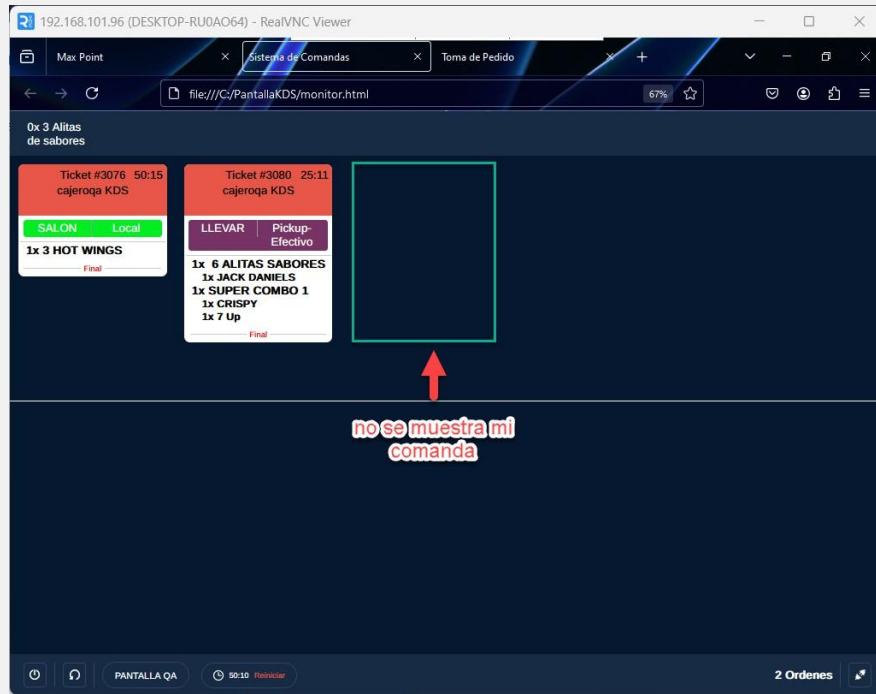 192.168.101.96 (DESKTOP-RU0AO64) - RealVNC Viewer
Max Point
Sistema de Comandas
Toma de Pedido
file:///C:/PantallaKDS/monitor.html
67%
0x 3 Alitas
de sabores
Ticket #3076 50:15
cajeroqa KDS
SALON Local
1x 3 HOT WINGS
Final
Ticket #3080 25:11
cajeroqa KDS
LLEVAR Pickup-
Efectivo
1x 6 ALITAS SABORES
1x JACK DANIELS
1x SUPER COMBO 1
1x CRISPY
1x 7 Up
Final
no se muestra mi
comanda
PANTALLA QA
50:10 Reiniciar
2 Ordenes